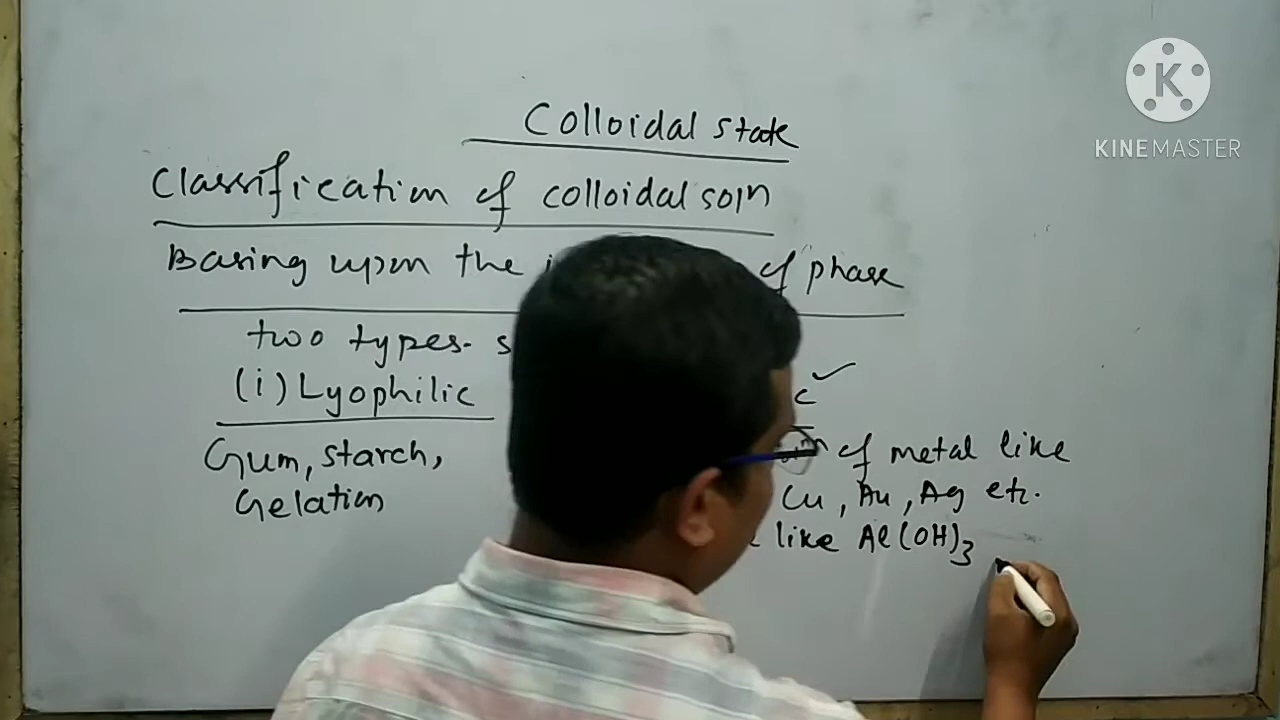 Colloidal state
Classification of colloidal soln
Basing upon the of phase
two types.
(i) Lyophilic
Gum, starch,
Gelation
of metal like
Cu, Au, Ag etc.
like Al(OH)3
K
KINEMASTER